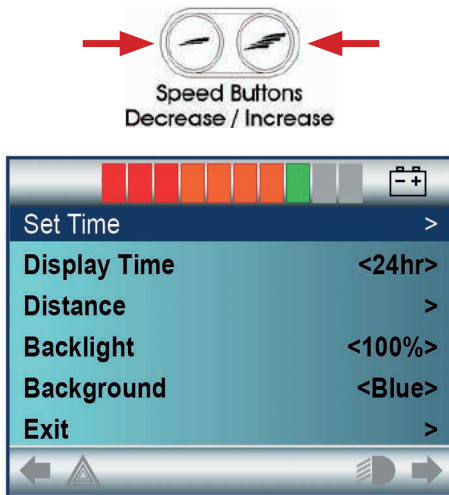 Speed Buttons
Decrease / Increase
Set Time >
Display Time <24hr>
Distance >
Backlight <100%>
Background <Blue>
Exit >